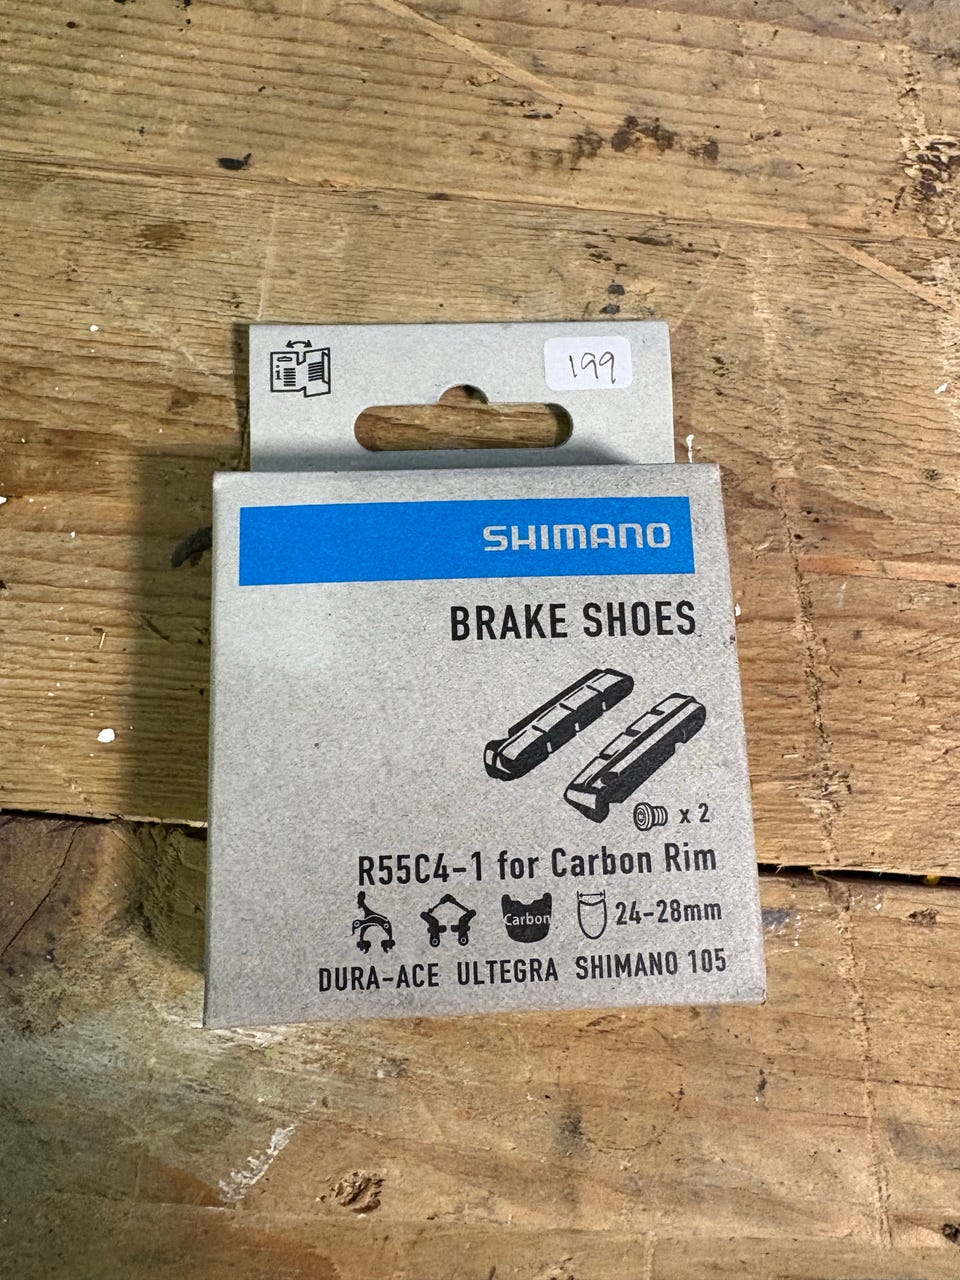 199
SHIMANO
BRAKE SHOES
x 2
R55C4-1 for Carbon Rim
Carbon
24-28mm
DURA-ACE ULTEGRA SHIMANO 105